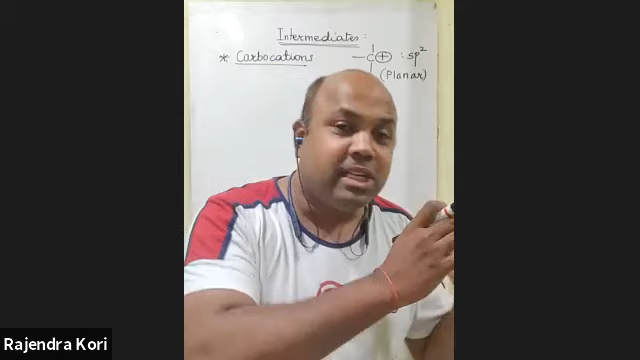 Intermediates :
* Carbocations — C ⊕ : sp²
(Planar)
Rajendra Kori